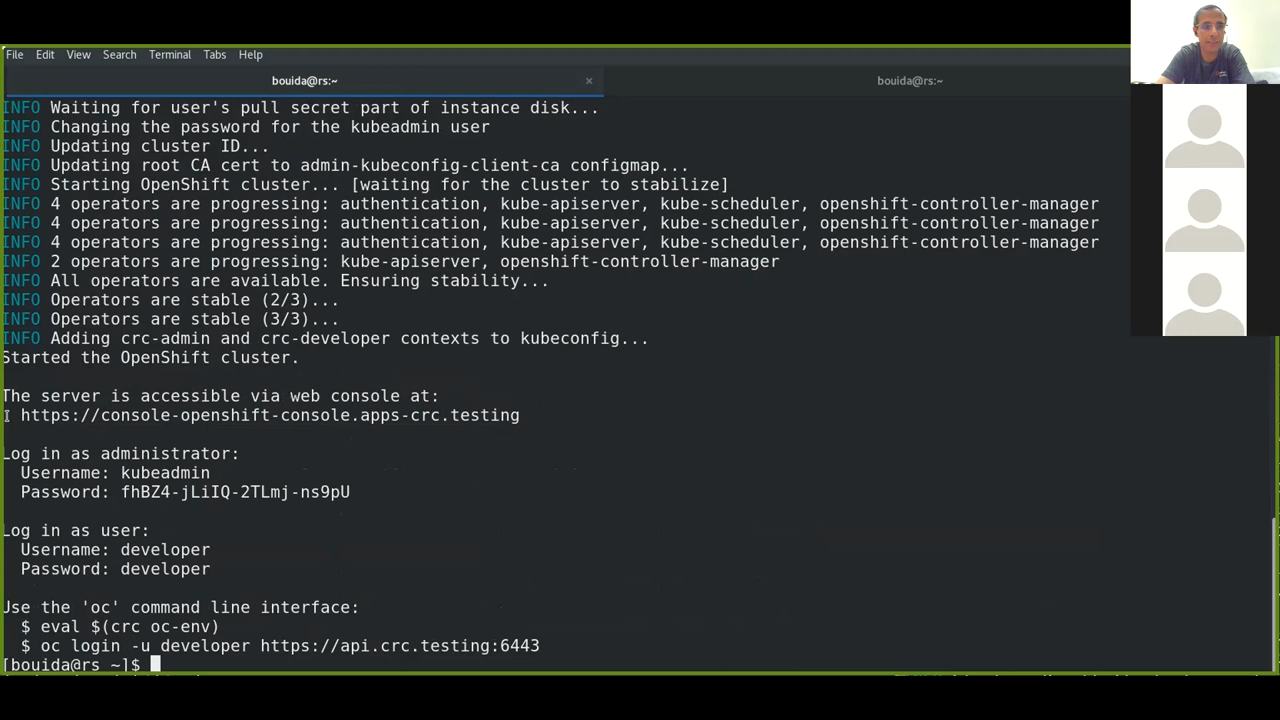 File Edit View Search Terminal Tabs Help
bouida@rs:~ × bouida@rs:~
INFO Waiting for user's pull secret part of instance disk...
INFO Changing the password for the kubeadmin user
INFO Updating cluster ID...
INFO Updating root CA cert to admin-kubeconfig-client-ca configmap...
INFO Starting OpenShift cluster... [waiting for the cluster to stabilize]
INFO 4 operators are progressing: authentication, kube-apiserver, kube-scheduler, openshift-controller-manager
INFO 4 operators are progressing: authentication, kube-apiserver, kube-scheduler, openshift-controller-manager
INFO 4 operators are progressing: authentication, kube-apiserver, kube-scheduler, openshift-controller-manager
INFO 2 operators are progressing: kube-apiserver, openshift-controller-manager
INFO All operators are available. Ensuring stability...
INFO Operators are stable (2/3)...
INFO Operators are stable (3/3)...
INFO Adding crc-admin and crc-developer contexts to kubeconfig...
Started the OpenShift cluster.
The server is accessible via web console at:
https://console-openshift-console.apps-crc.testing
Log in as administrator:
Username: kubeadmin
Password: fhBZ4-jLiIQ-2TLmj-ns9pU
Log in as user:
Username: developer
Password: developer
Use the 'oc' command line interface:
$ eval $(crc oc-env)
$ oc login -u developer https://api.crc.testing:6443
[bouida@rs ~]$